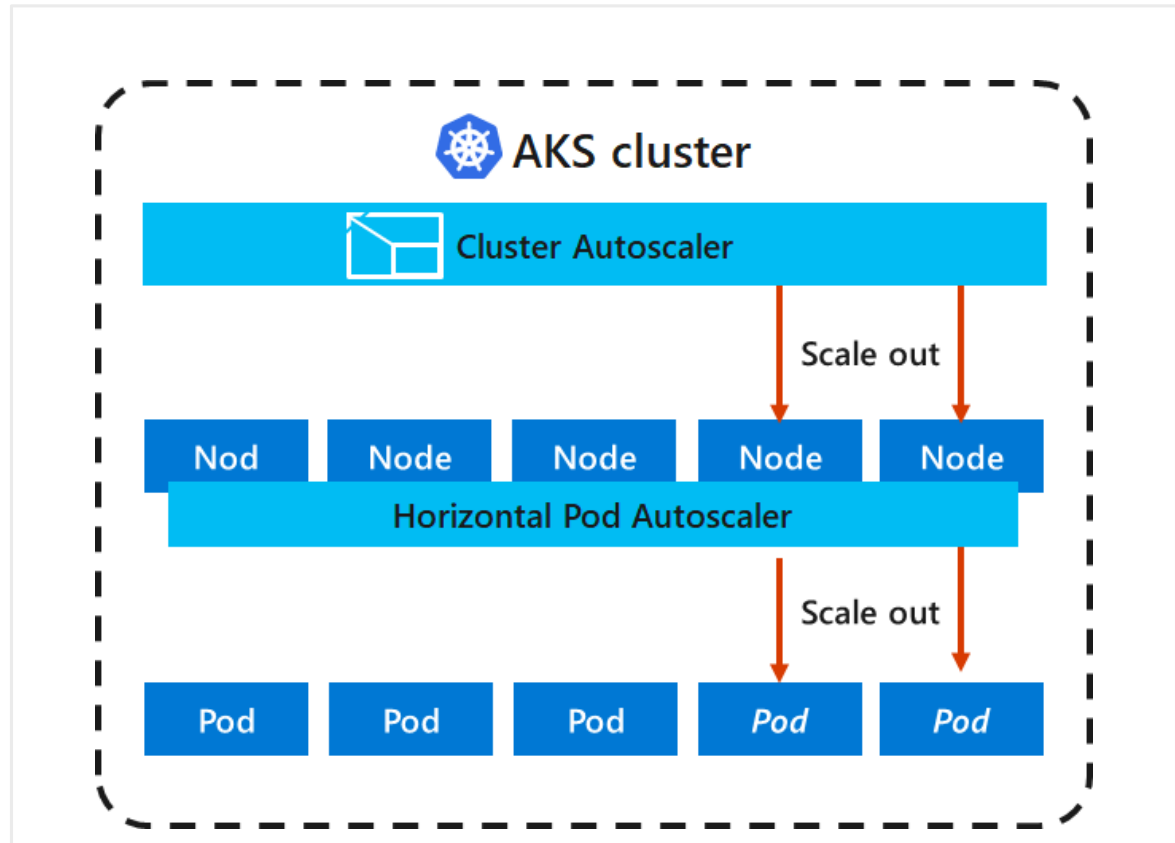 AKS cluster
Cluster Autoscaler
Scale out
Nod Node Node Node Node
Horizontal Pod Autoscaler
Scale out
Pod Pod Pod Pod Pod